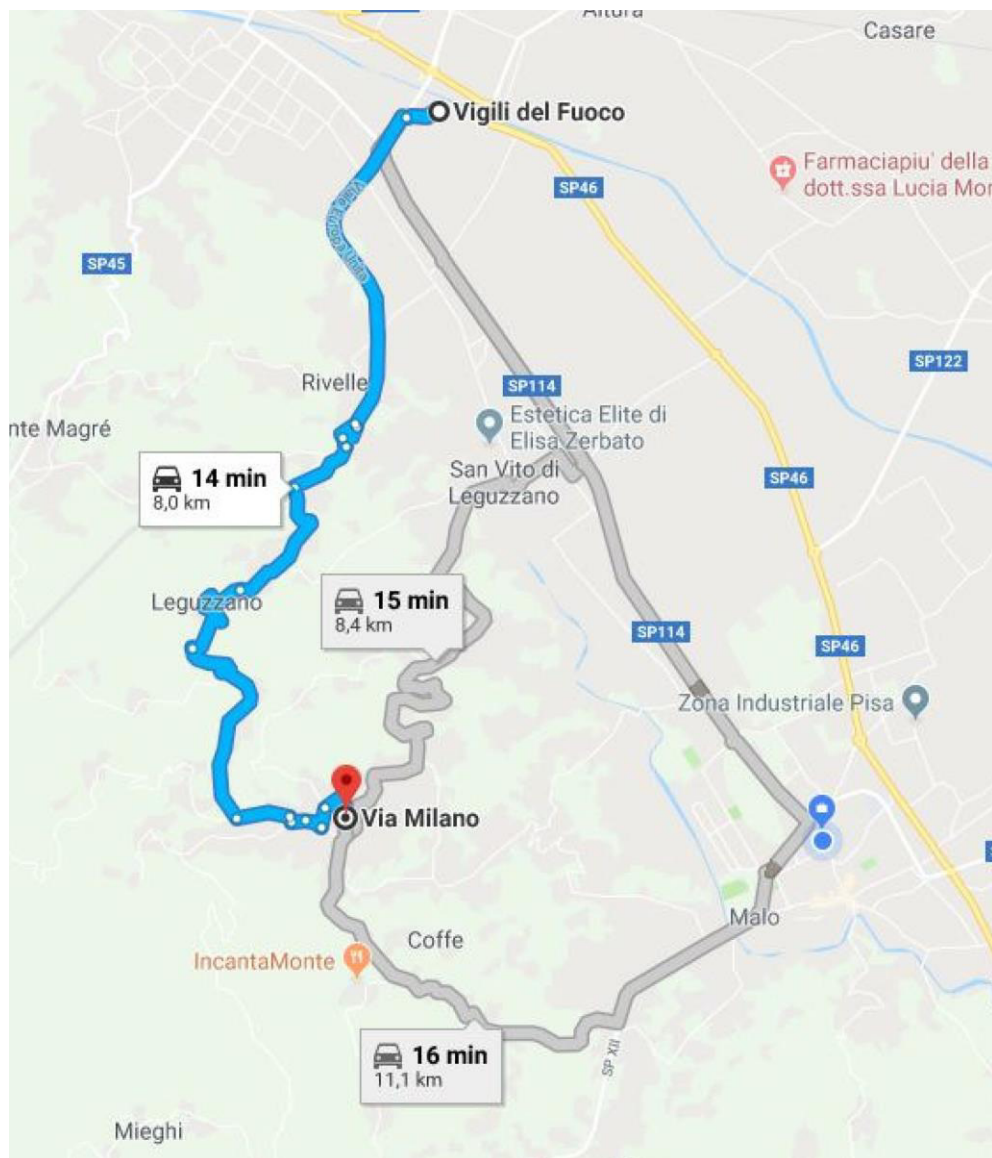 Altura
Casare
Vigili del Fuoco
Farmaciapiu' della
dott.ssa Lucia Mor
SP46
SP45
Rivelle
SP122
SP114
Estetica Elite di
Elisa Zerbato
nte Magré
San Vito di
Leguzzano
SP46
14 min
8,0 km
Leguzzano
15 min
8,4 km
SP114
SP46
Zona Industriale Pisa
Via Milano
Malo
Coffe
IncantaMonte
16 min
11,1 km
SP XII
Mieghi